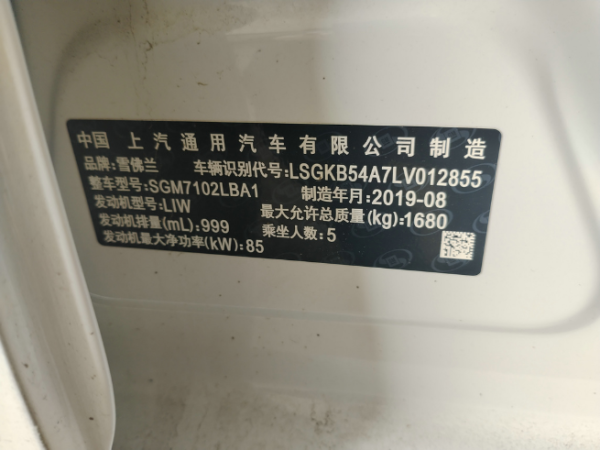 中国 上汽通用汽车有限公司制造
品牌:雪佛兰 车辆识别代号:LSGKB54A7LV012855
整车型号:SGM7102LBA1 制造年月:2019-08
发动机型号:LIW 最大允许总质量(kg):1680
发动机排量(mL):999 乘坐人数:5
发动机最大净功率(kW):85